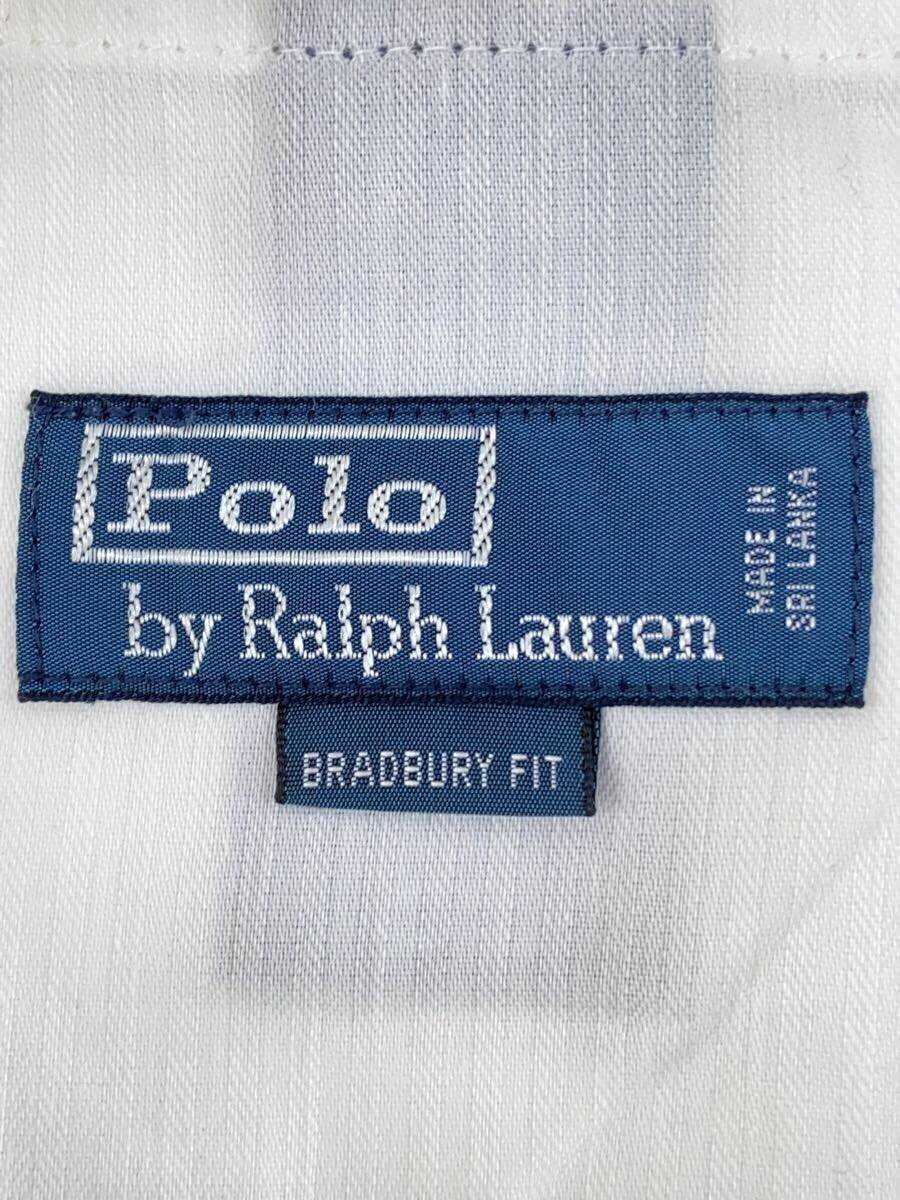 Polo
by Ralph Lauren
MADE IN
SRI LANKA
BRADBURY FIT